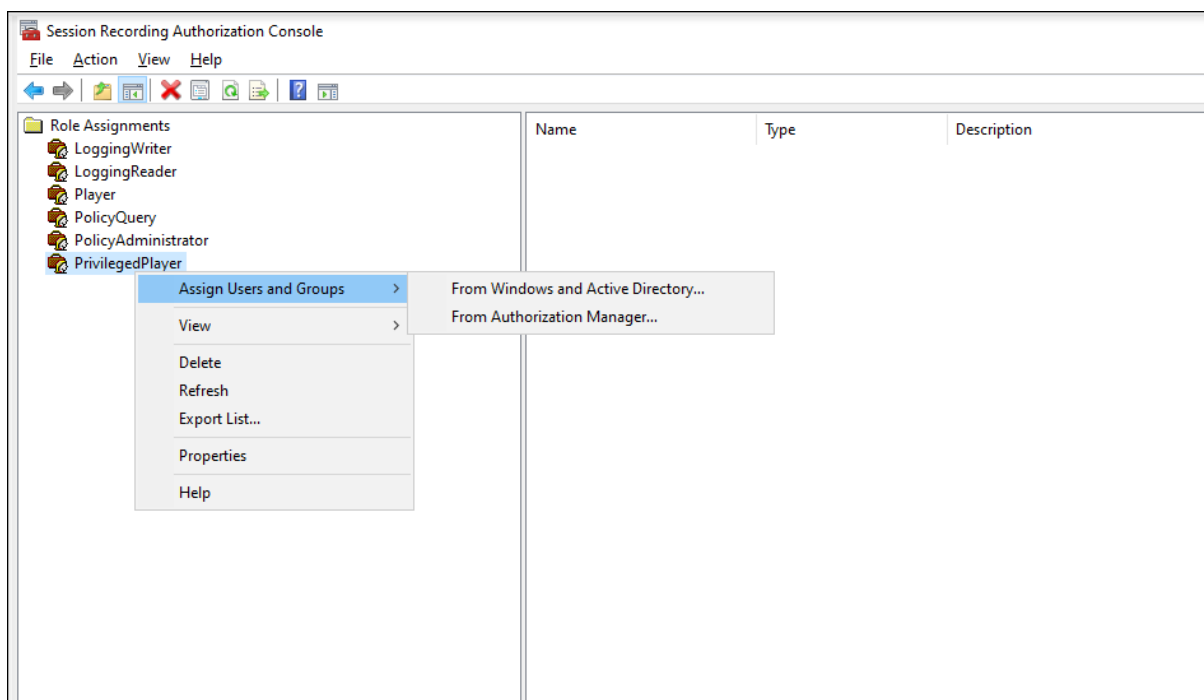 Session Recording Authorization Console
File Action View Help
Role Assignments
LoggingWriter
LoggingReader
Player
PolicyQuery
PolicyAdministrator
PrivilegedPlayer
Name Type Description
Assign Users and Groups
View
Delete
Refresh
Export List...
Properties
Help
From Windows and Active Directory...
From Authorization Manager...